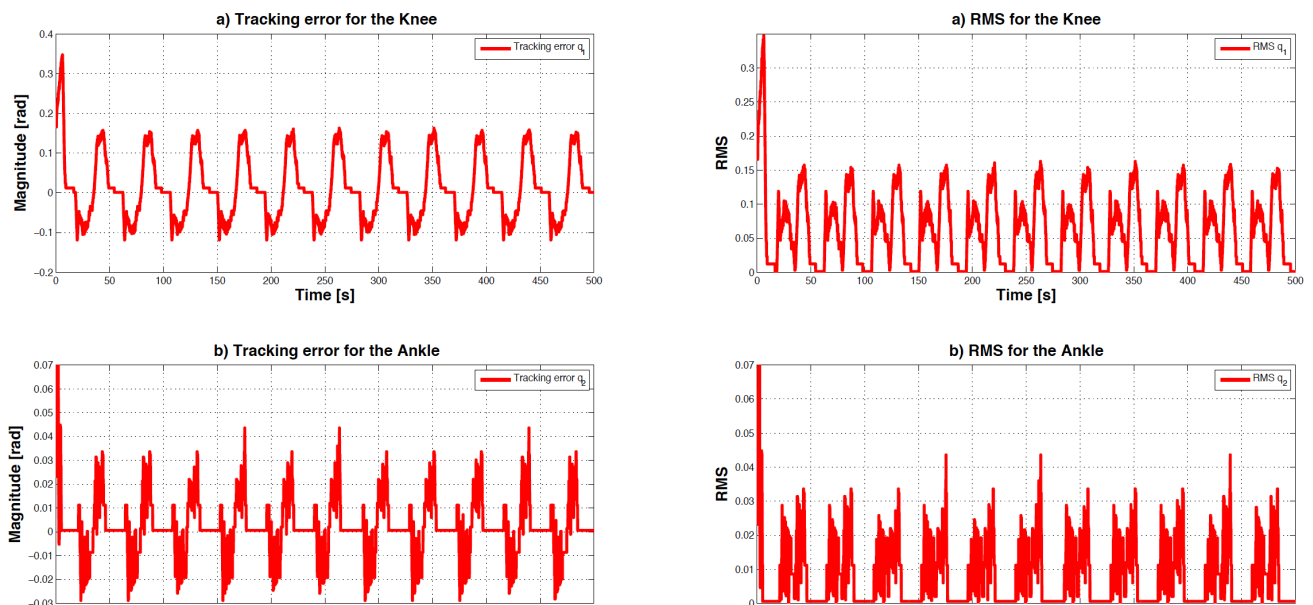 a) Tracking error for the Knee
0.4
0.3
0.2
0.1
0
−0.1
−0.2
Magnitude [rad]
Tracking error q1
0 50 100 150 200 250 300 350 400 450 500
Time [s]
a) RMS for the Knee
0.3
0.25
0.2
0.15
0.1
0.05
0
RMS
RMS q1
0 50 100 150 200 250 300 350 400 450 500
Time [s]
b) Tracking error for the Ankle
0.07
0.06
0.05
0.04
0.03
0.02
0.01
0
−0.01
−0.02
−0.03
Magnitude [rad]
Tracking error q2
b) RMS for the Ankle
0.07
0.06
0.05
0.04
0.03
0.02
0.01
0
RMS
RMS q2